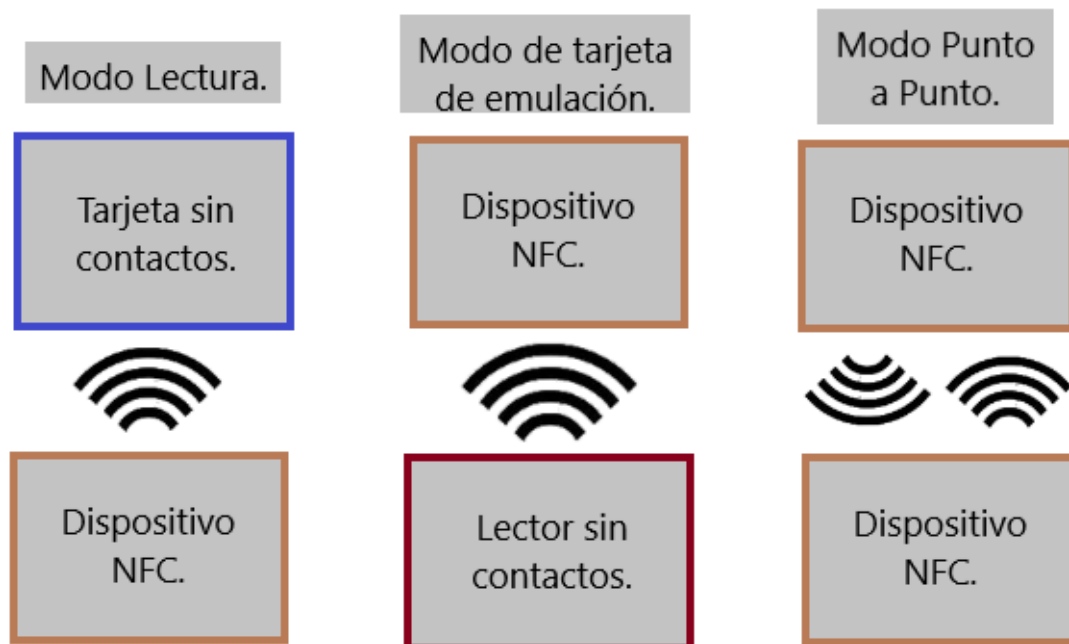 Modo Lectura.
Modo de tarjeta
de emulación.
Modo Punto
a Punto.
Tarjeta sin
contactos.
Dispositivo
NFC.
Dispositivo
NFC.
Dispositivo
NFC.
Lector sin
contactos.
Dispositivo
NFC.